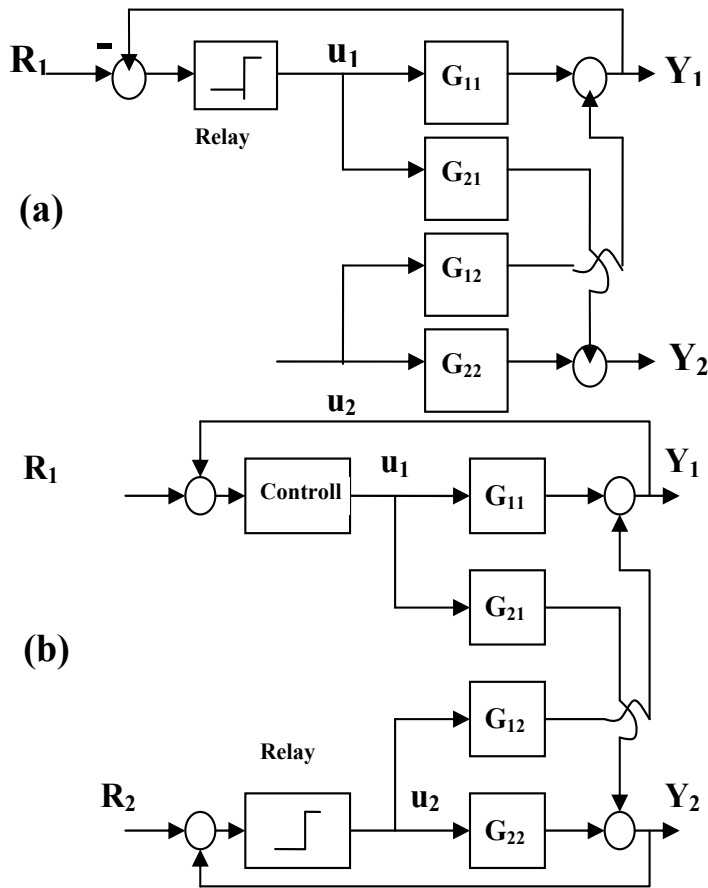 -
R₁
u₁
G₁₁
Y₁
Relay
G₂₁
(a)
G₁₂
G₂₂
Y₂
u₂
R₁
Controll
u₁
G₁₁
Y₁
G₂₁
(b)
G₁₂
Relay
R₂
u₂
G₂₂
Y₂